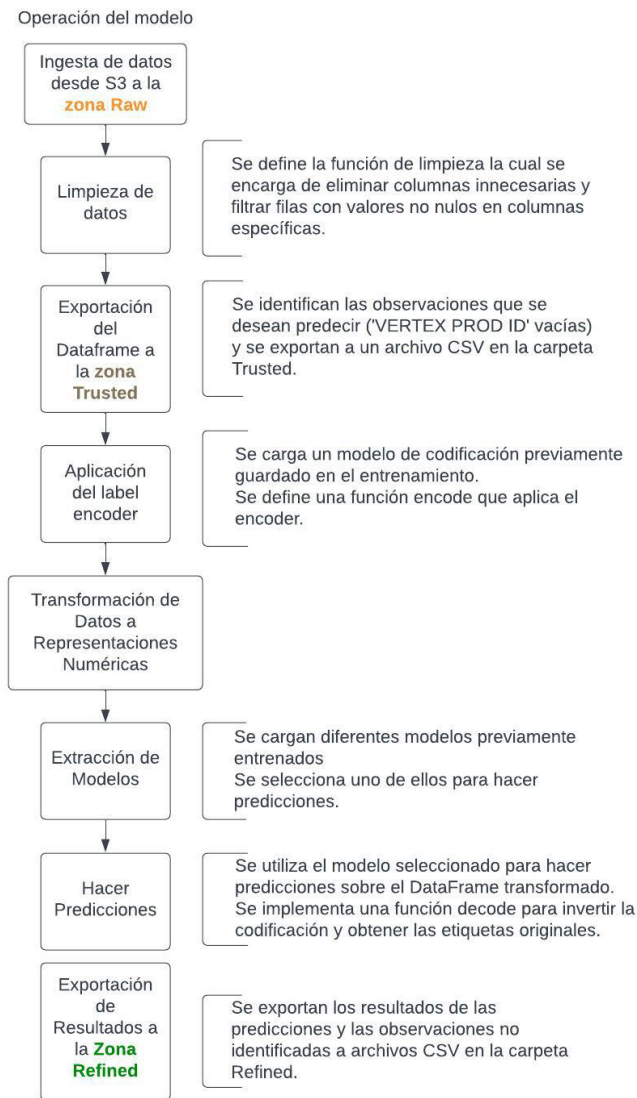 Operación del modelo
Ingesta de datos
desde S3 a la
zona Raw
Limpieza de
datos
Se define la función de limpieza la cual se
encarga de eliminar columnas innecesarias y
filtrar filas con valores no nulos en columnas
específicas.
Exportación
del
Dataframe a
la zona
Trusted
Se identifican las observaciones que se
desean predecir ('VERTEX PROD ID' vacías)
y se exportan a un archivo CSV en la carpeta
Trusted.
Aplicación
del label
encoder
Se carga un modelo de codificación previamente
guardado en el entrenamiento.
Se define una función encode que aplica el
encoder.
Transformación de
Datos a
Representaciones
Numéricas
Extracción de
Modelos
Se cargan diferentes modelos previamente
entrenados
Se selecciona uno de ellos para hacer
predicciones.
Hacer
Predicciones
Se utiliza el modelo seleccionado para hacer
predicciones sobre el DataFrame transformado.
Se implementa una función decode para invertir la
codificación y obtener las etiquetas originales.
Exportación
de
Resultados a
la Zona
Refined
Se exportan los resultados de las
predicciones y las observaciones no
identificadas a archivos CSV en la carpeta
Refined.